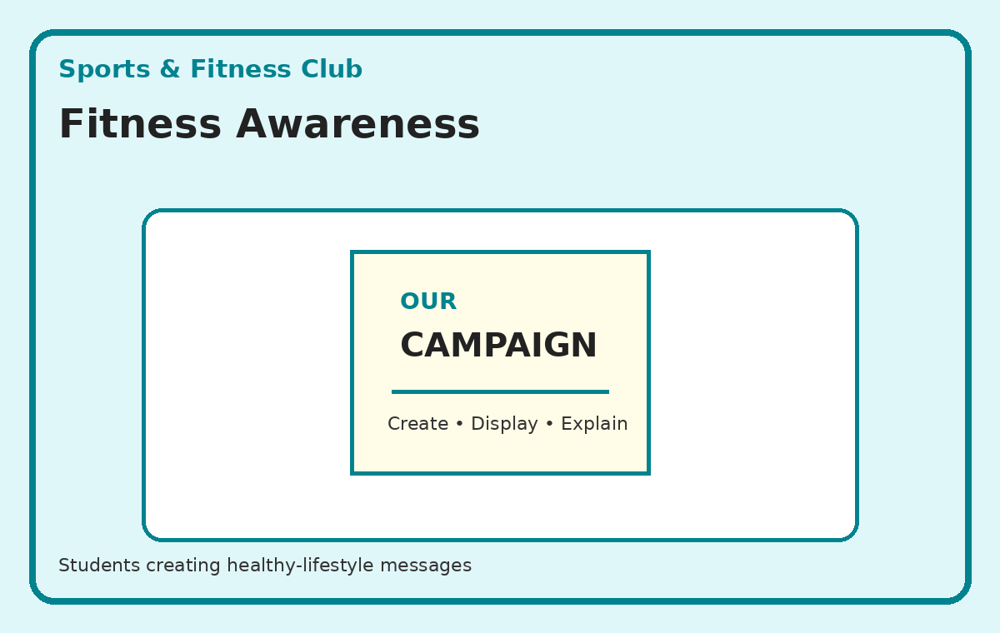 Sports & Fitness Club
Fitness Awareness
OUR
CAMPAIGN
Create • Display • Explain
Students creating healthy-lifestyle messages